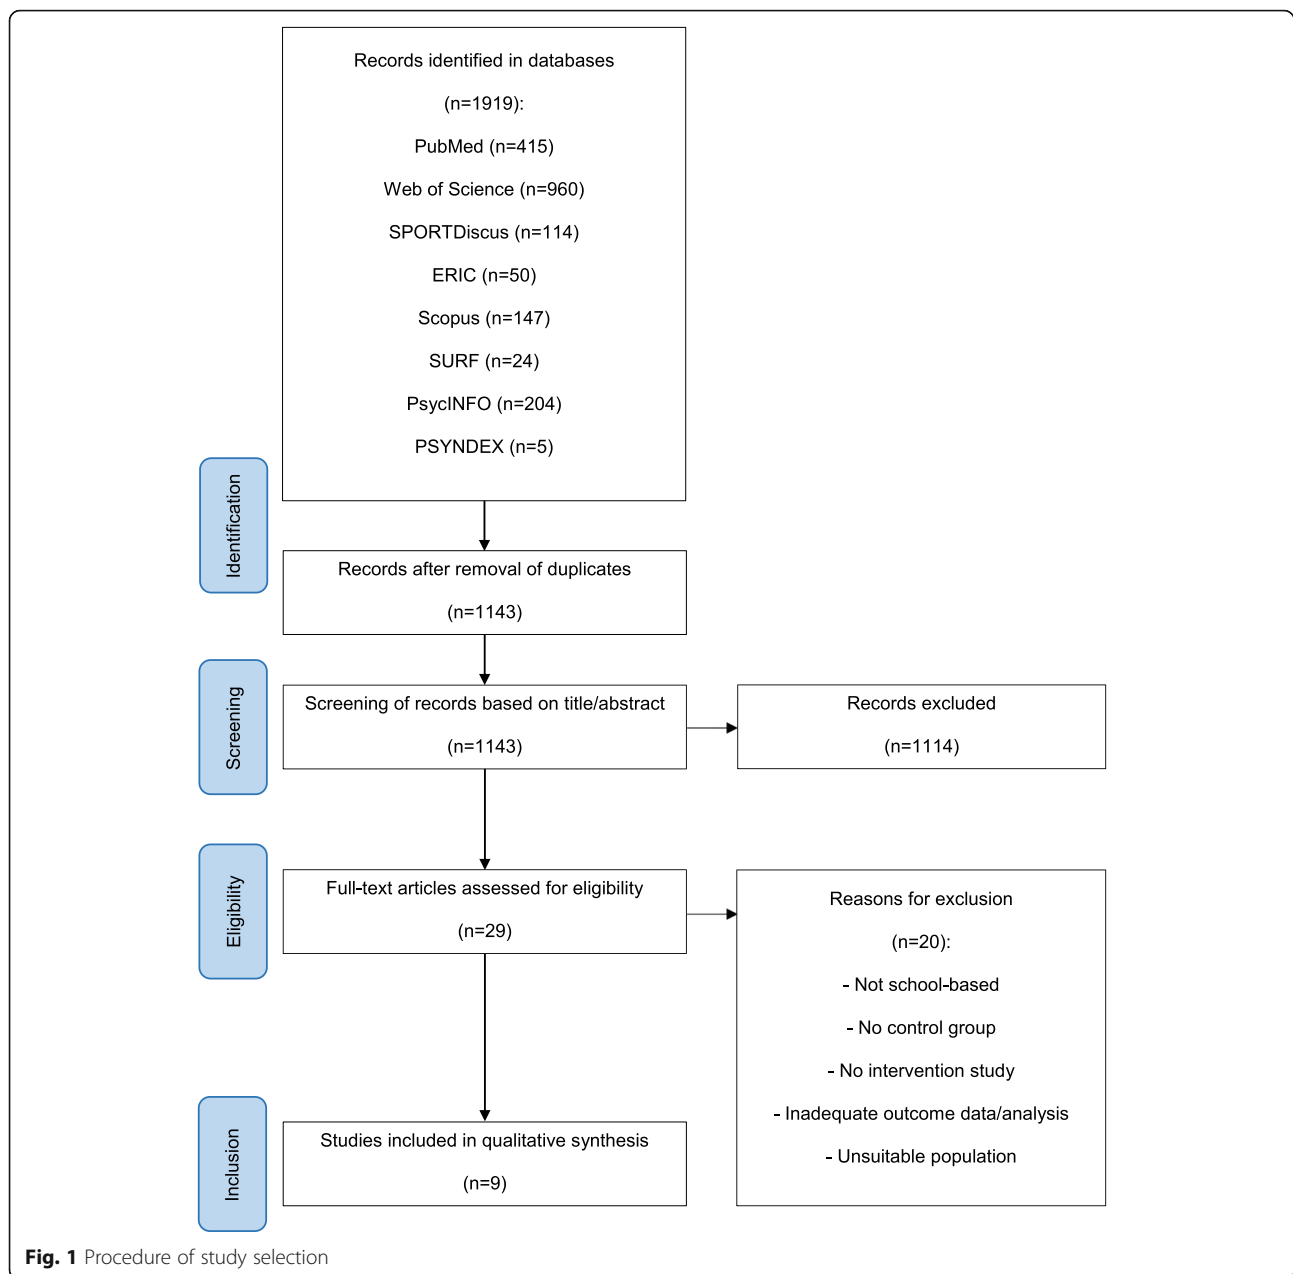 Records identified in databases
(n=1919):
PubMed (n=415)
Web of Science (n=960)
SPORTDiscus (n=114)
ERIC (n=50)
Scopus (n=147)
SURF (n=24)
PsycINFO (n=204)
PSYNDEX (n=5)
Identification
Records after removal of duplicates
(n=1143)
Screening
Screening of records based on title/abstract
(n=1143)
Records excluded
(n=1114)
Eligibility
Full-text articles assessed for eligibility
(n=29)
Reasons for exclusion
(n=20):
- Not school-based
- No control group
- No intervention study
- Inadequate outcome data/analysis
- Unsuitable population
Inclusion
Studies included in qualitative synthesis
(n=9)
Fig. 1 Procedure of study selection